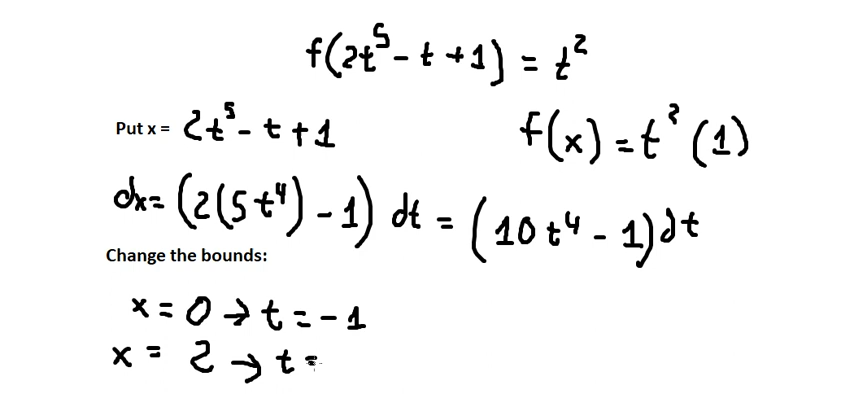 f(2t⁵ - t + 1) = t²
Put x = 2t⁵ - t + 1
f(x) = t² (1)
dx = (2(5t⁴) - 1) dt = (10t⁴ - 1)dt
Change the bounds:
x = 0 → t = - 1
x = 2 → t =